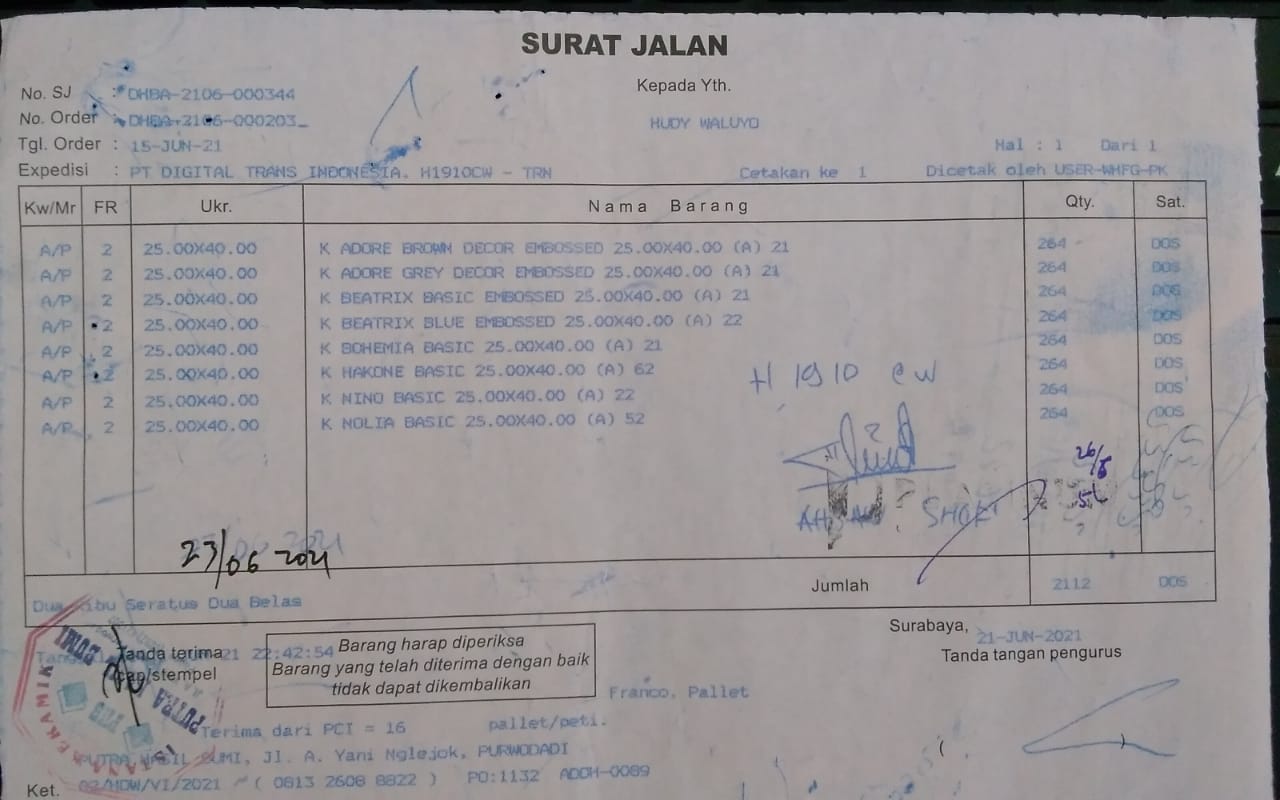 SURAT JALAN
Kepada Yth.
No. SJ : DHBA-2106-000344
No. Order : DHBA-2106-000203
HUDY WALUYO
Tgl. Order : 15-JUN-21
Hal : 1 Dari 1
Expedisi : PT DIGITAL TRANS INDONESIA. H1910CW - TRN
Cetakan ke 1 Dicetak oleh USER-WHFG-PK
Kw/Mr FR Ukr. Nama Barang Qty. Sat.
A/P 2 25.00X40.00 K ADORE BROWN DECOR EMBOSSED 25.00X40.00 (A) 21 264 DOS
A/P 2 25.00X40.00 K ADORE GREY DECOR EMBOSSED 25.00X40.00 (A) 21 264 DOS
A/P 2 25.00X40.00 K BEATRIX BASIC EMBOSSED 25.00X40.00 (A) 21 264 DOS
A/P 2 25.00X40.00 K BEATRIX BLUE EMBOSSED 25.00X40.00 (A) 22 264 DOS
A/P 2 25.00X40.00 K BOHEMIA BASIC 25.00X40.00 (A) 21 264 DOS
A/P 2 25.00X40.00 K HAKONE BASIC 25.00X40.00 (A) 62 264 DOS
A/P 2 25.00X40.00 K NINO BASIC 25.00X40.00 (A) 22 264 DOS
A/P 2 25.00X40.00 K NOLIA BASIC 25.00X40.00 (A) 52 264 DOS
H 1910 CW
23/06 2021
Jumlah 2112 DOS
Dua Ribu Seratus Dua Belas
Surabaya, 21-JUN-2021
Tanda terima
22:42:54
cap/stempel
Barang harap diperiksa
Barang yang telah diterima dengan baik
tidak dapat dikembalikan
Tanda tangan pengurus
Franco, Pallet
Terima dari PCI = 16 pallet/peti.
PUTRA HASIL BUMI, Jl. A. Yani Nglejok, PURWODADI
Ket. 02/HDW/VI/2021 ( 0813 2608 8822 ) PO:1132 ADDH-0089